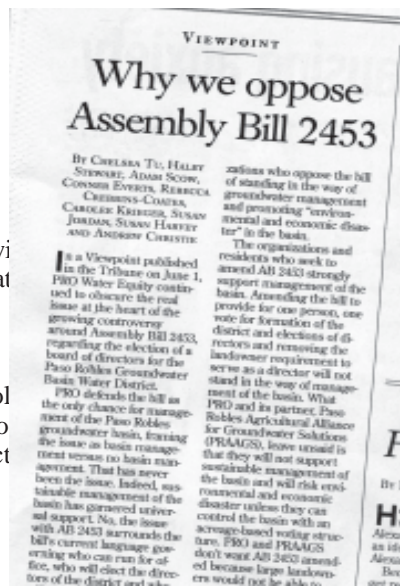 VIEWPOINT
Why we oppose
Assembly Bill 2453
BY CHELSEA TU, HALEY
STEWART, ADAM SCOW,
CONNER EVERTS, REBECCA
CAROLEE KRIEGER, SUSAN
JORDAN, SUSAN HARVEY
AND ANDREW CHRISTIE
In a Viewpoint published
in the Tribune on June 1,
PRO Water Equity contin-
ued to obscure the real
issue at the heart of the
growing controversy
around Assembly Bill 2453,
regarding the election of a
board of directors for the
Paso Robles Groundwater
Basin Water District.
PRO defends the bill as
the only chance for manage-
ment of the Paso Robles
groundwater basin, framing
the issue as basin manage-
ment versus no basin man-
agement. That has never
been the issue. Indeed, sus-
tainable management of the
basin has garnered univer-
sal support. No, the issue
with AB 2453 surrounds the
bill's current language gov-
erning who can run for of-
fice, who will elect the direc-
tors of the district and
zations who oppose the bill
of standing in the way of
groundwater management
and promoting "environ-
mental and economic disas-
ter" in the basin.
The organizations and
residents who seek to
amend AB 2453 strongly
support management of the
basin. Amending the bill to
provide for one person, one
vote for formation of the
district and elections of di-
rectors and removing the
landowner requirement to
serve as a director will not
stand in the way of manage-
ment of the basin. What
PRO and its partner, Paso
Robles Agricultural Alliance
for Groundwater Solutions
(PRAAGS), leave unsaid is
that they will not support
sustainable management of
the basin and will risk envi-
ronmental and economic
disaster unless they can
control the basin with an
acreage-based voting struc-
ture. PRO and PRAAGS
don't want AB 2453 amend-
ed because large landown-
ers would not be able to